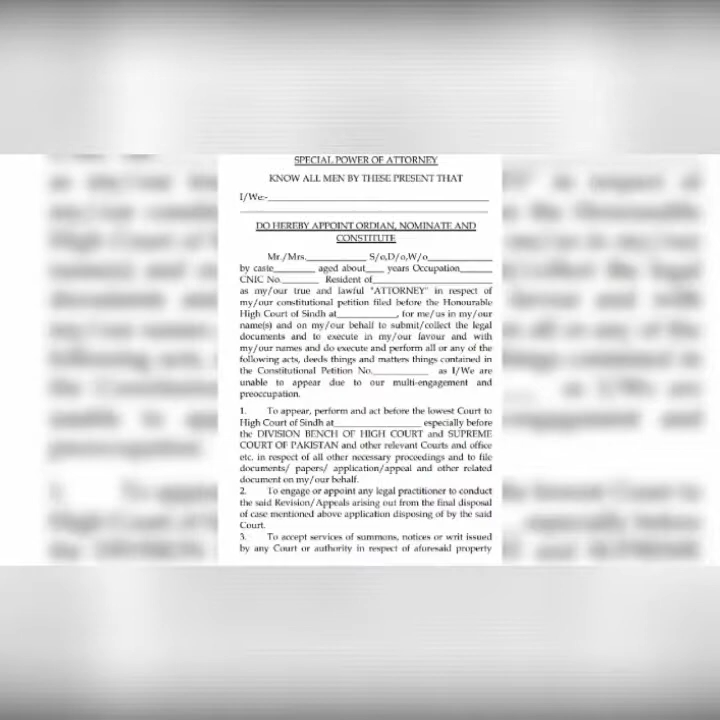 SPECIAL POWER OF ATTORNEY
KNOW ALL MEN BY THESE PRESENT THAT
I/We:-
DO HEREBY APPOINT ORDIAN, NOMINATE AND
CONSTITUTE
Mr./Mrs.____________ S/o,D/o,W/o____________
by caste________ aged about____ years Occupation______
CNIC No.________ Resident of____________
as my/our true and lawful "ATTORNEY" in respect of
my/our constitutional petition filed before the Honourable
High Court of Sindh at____________, for me/us in my/our
name(s) and on my/our behalf to submit/collect the legal
documents and to execute in my/our favour and with
my/our names and do execute and perform all or any of the
following acts, deeds things and matters things contained in
the Constitutional Petition No.__________ as I/We are
unable to appear due to our multi-engagement and
preoccupation.
1. To appear, perform and act before the lowest Court to
High Court of Sindh at________________ especially before
the DIVISION BENCH OF HIGH COURT and SUPREME
COURT OF PAKISTAN and other relevant Courts and office
etc. in respect of all other necessary proceedings and to file
documents/ papers/ application/appeal and other related
document on my/our behalf.
2. To engage or appoint any legal practitioner to conduct
the said Revision/Appeals arising out from the final disposal
of case mentioned above application disposing of by the said
Court.
3. To accept services of summons, notices or writ issued
by any Court or authority in respect of aforesaid property